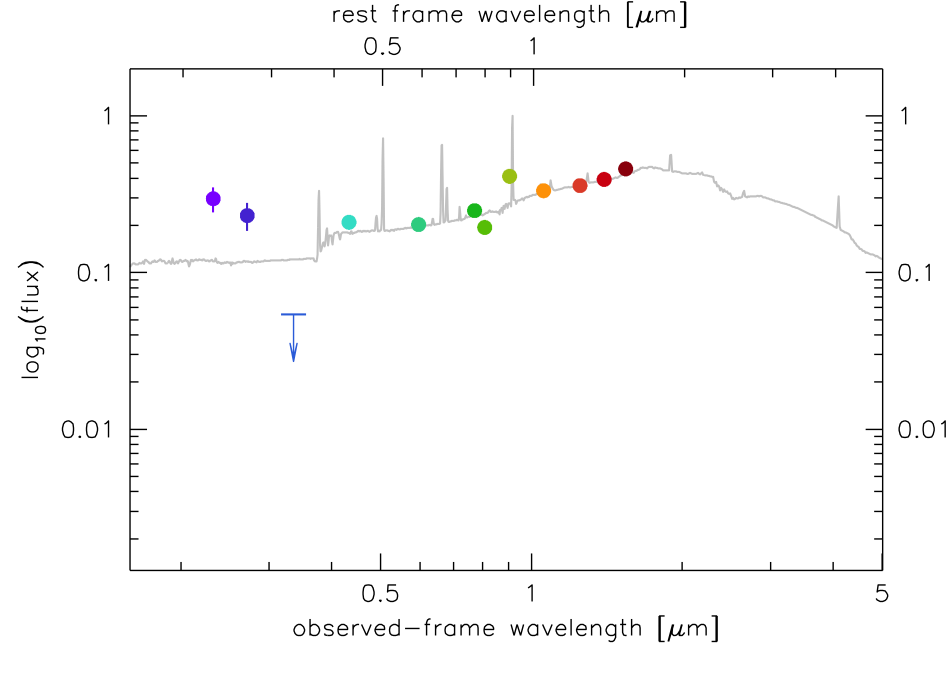 rest frame wavelength [μm]
0.5 1
1 1
0.1 0.1
0.01 0.01
log10(flux)
0.5 1 5
observed-frame wavelength [μm]